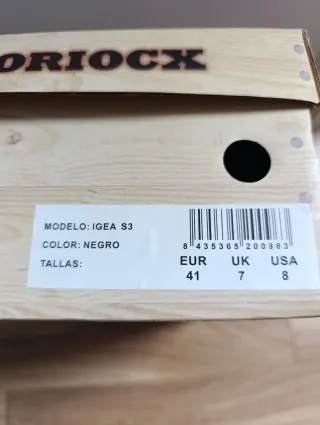 ORIOCX
MODELO: IGEA S3
COLOR: NEGRO
TALLAS:
8 435365 200963
EUR UK USA
41 7 8